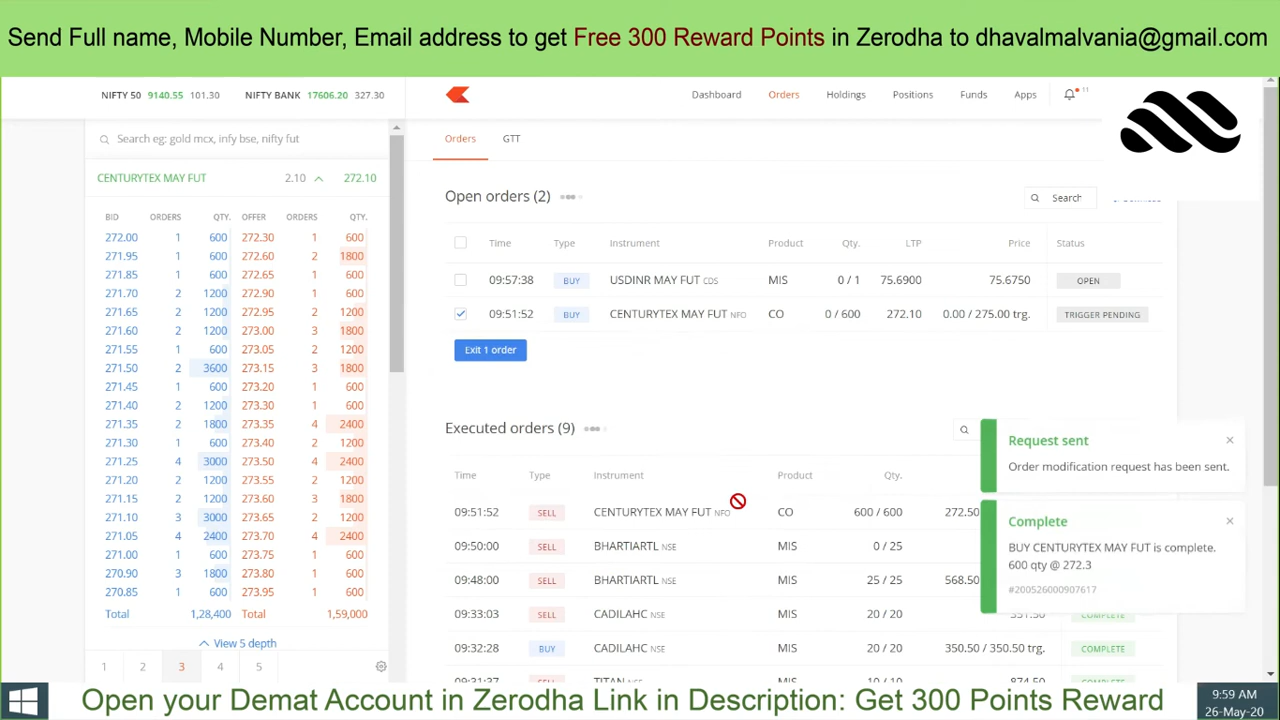 Send Full name, Mobile Number, Email address to get Free 300 Reward Points in Zerodha to dhavalmalvania@gmail.com
NIFTY 50 9140.55 101.30 NIFTY BANK 17606.20 327.30
Dashboard Orders Holdings Positions Funds Apps 11
Search eg: gold mcx, infy bse, nifty fut
Orders GTT
CENTURYTEX MAY FUT 2.10 272.10
BID ORDERS QTY. OFFER ORDERS QTY.
272.00 1 600 272.30 1 600
271.95 1 600 272.60 2 1800
271.85 1 600 272.65 1 600
271.70 2 1200 272.90 1 600
271.65 2 1200 272.95 2 1200
271.60 2 1200 273.00 3 1800
271.55 1 600 273.05 2 1200
271.50 2 3600 273.15 3 1800
271.45 1 600 273.20 1 600
271.40 2 1200 273.30 1 600
271.35 2 1800 273.35 4 2400
271.30 1 600 273.40 2 1200
271.25 4 3000 273.50 4 2400
271.20 2 1200 273.55 2 1200
271.15 2 1200 273.60 3 1800
271.10 3 3000 273.65 2 1200
271.05 4 2400 273.70 4 2400
271.00 1 600 273.75 1 600
270.90 3 1800 273.80 1 600
270.85 1 600 273.95 1 600
Total 1,28,400 Total 1,59,000
View 5 depth
1 2 3 4 5
Open orders (2)
Search
Time Type Instrument Product Qty. LTP Price Status
09:57:38 BUY USDINR MAY FUT CDS MIS 0 / 1 75.6900 75.6750 OPEN
09:51:52 BUY CENTURYTEX MAY FUT NFO CO 0 / 600 272.10 0.00 / 275.00 trg. TRIGGER PENDING
Exit 1 order
Executed orders (9)
Time Type Instrument Product Qty.
09:51:52 SELL CENTURYTEX MAY FUT NFO CO 600 / 600 272.50
09:50:00 SELL BHARTIARTL NSE MIS 0 / 25
09:48:00 SELL BHARTIARTL NSE MIS 25 / 25 568.50
09:33:03 SELL CADILAHC NSE MIS 20 / 20
09:32:28 BUY CADILAHC NSE MIS 20 / 20 350.50 / 350.50 trg. COMPLETE
Request sent
Order modification request has been sent.
Complete
BUY CENTURYTEX MAY FUT is complete.
600 qty @ 272.3
#200526000907617
Open your Demat Account in Zerodha Link in Description: Get 300 Points Reward
9:59 AM
26-May-20